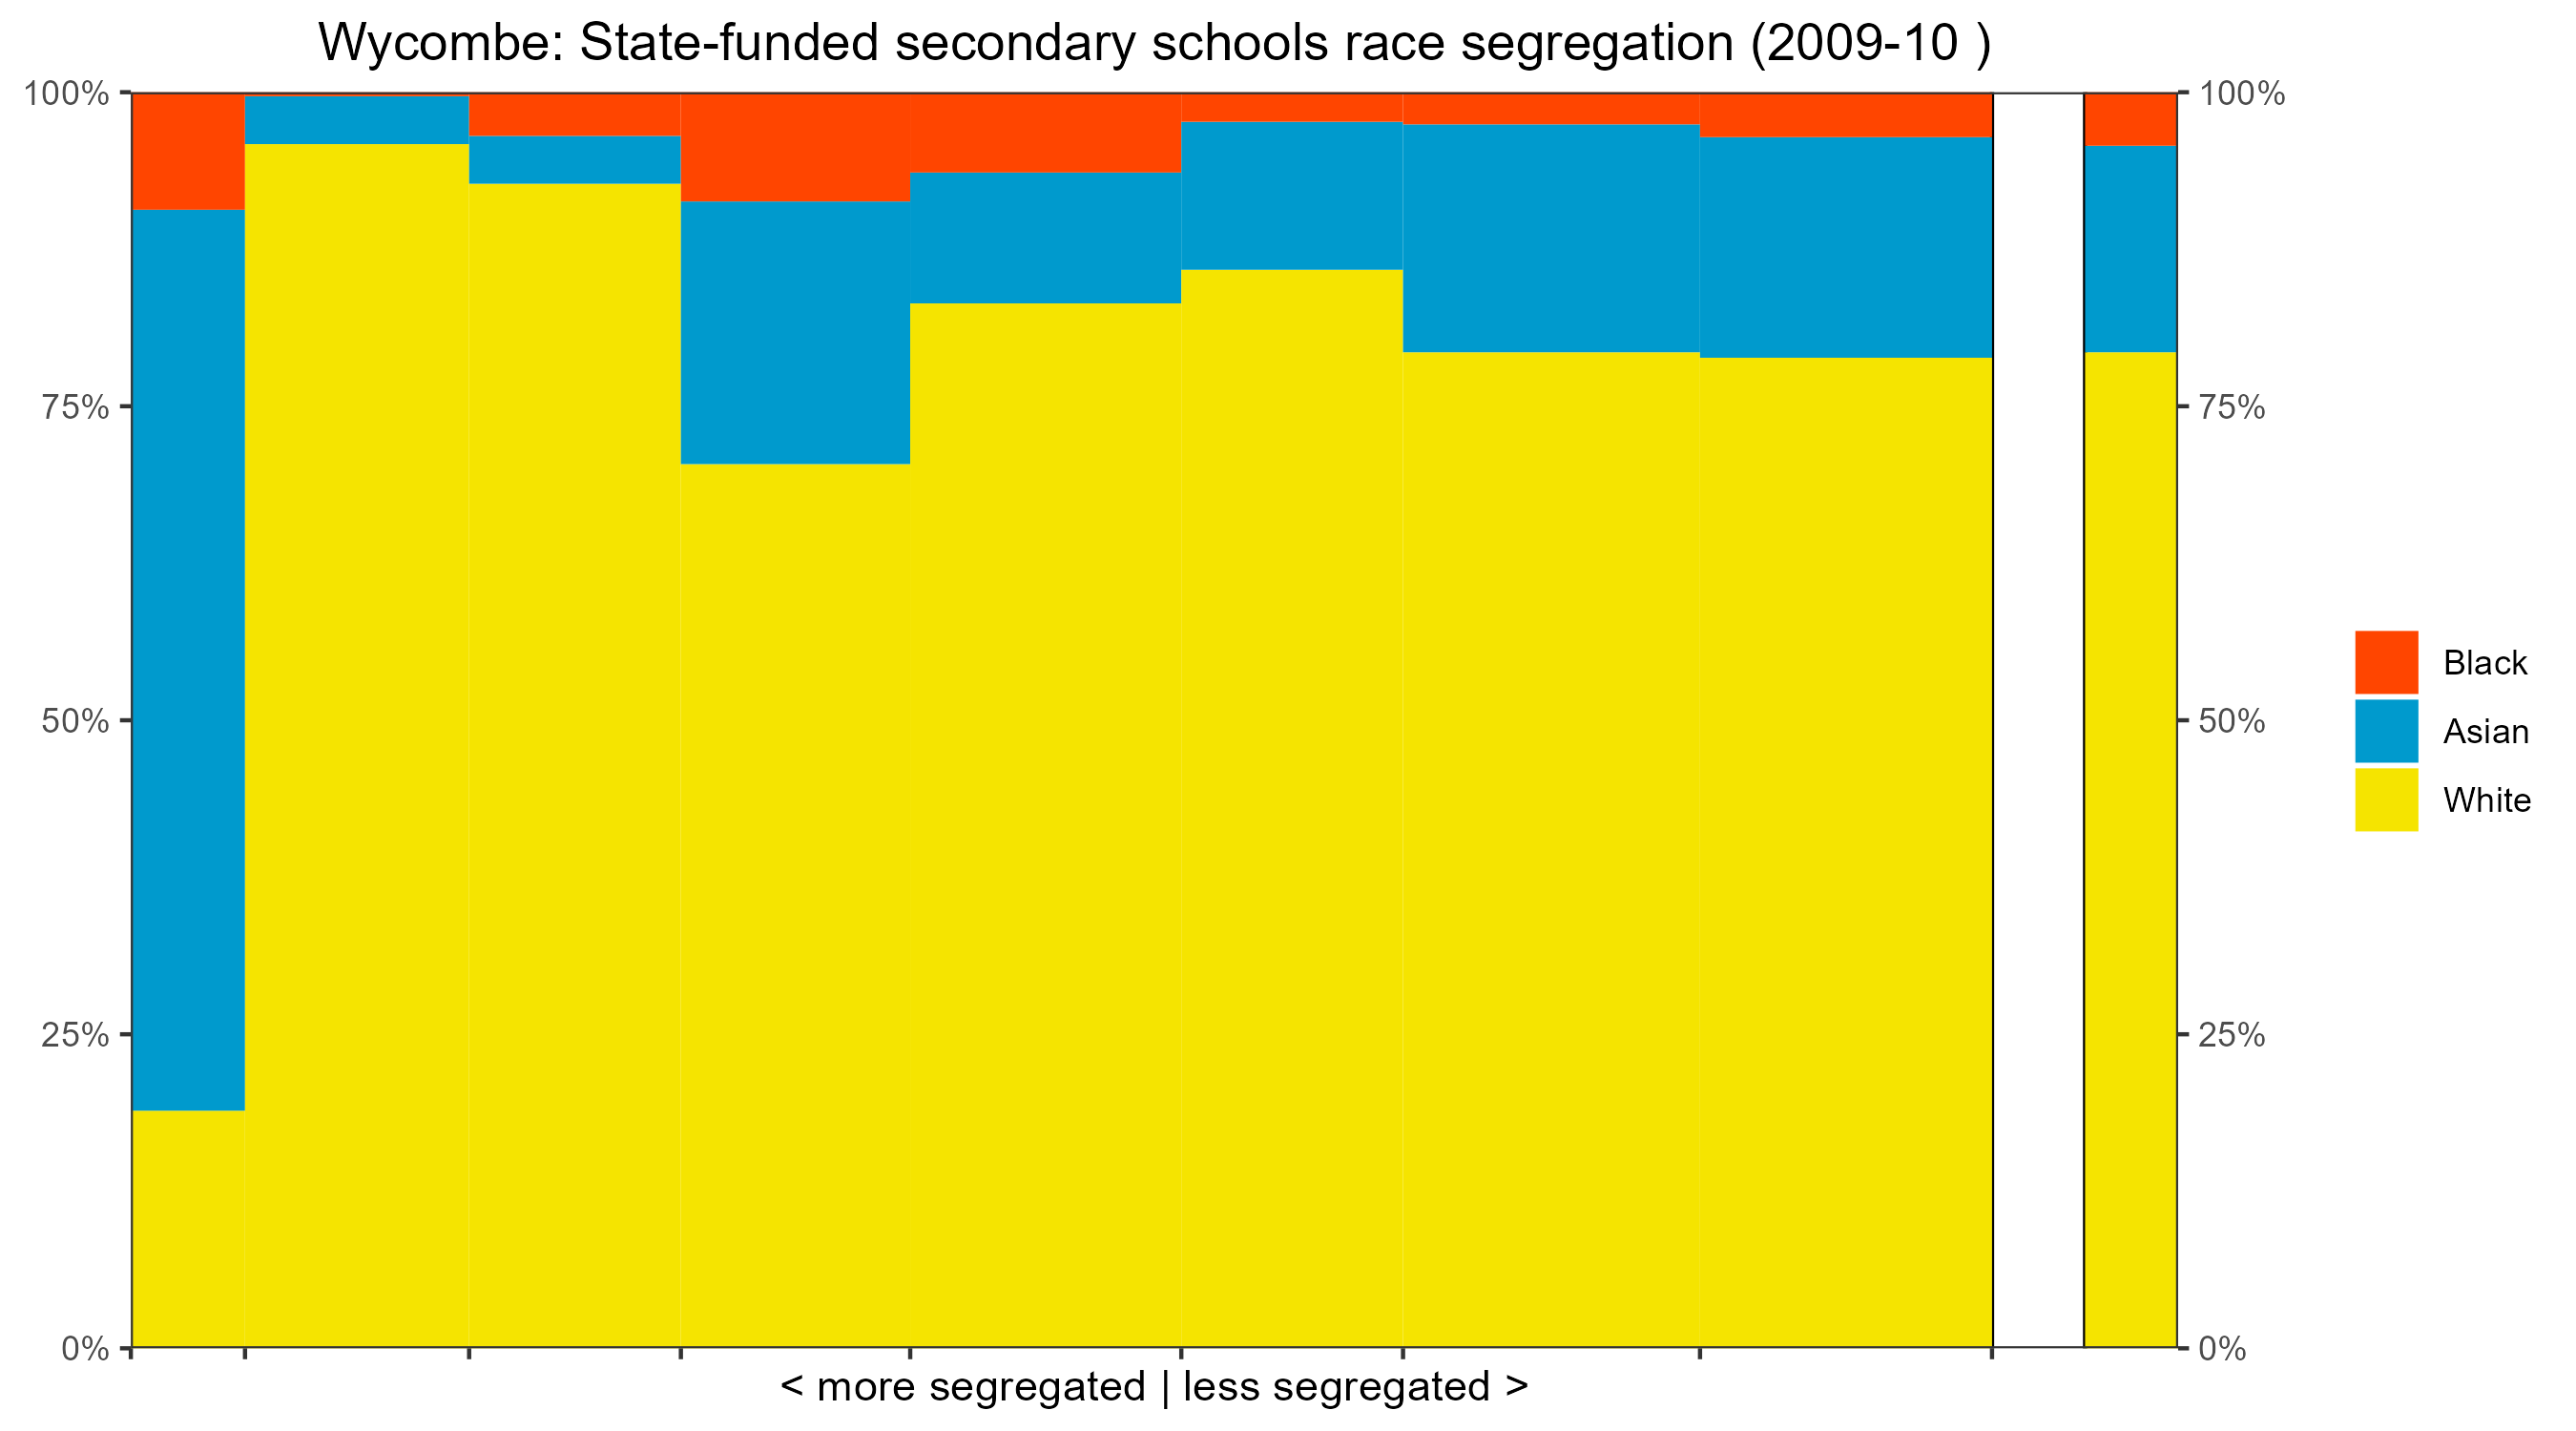 Wycombe: State-funded secondary schools race segregation (2009-10 )
100%
75%
50%
25%
0%
100%
75%
50%
25%
0%
Black
Asian
White
< more segregated | less segregated >